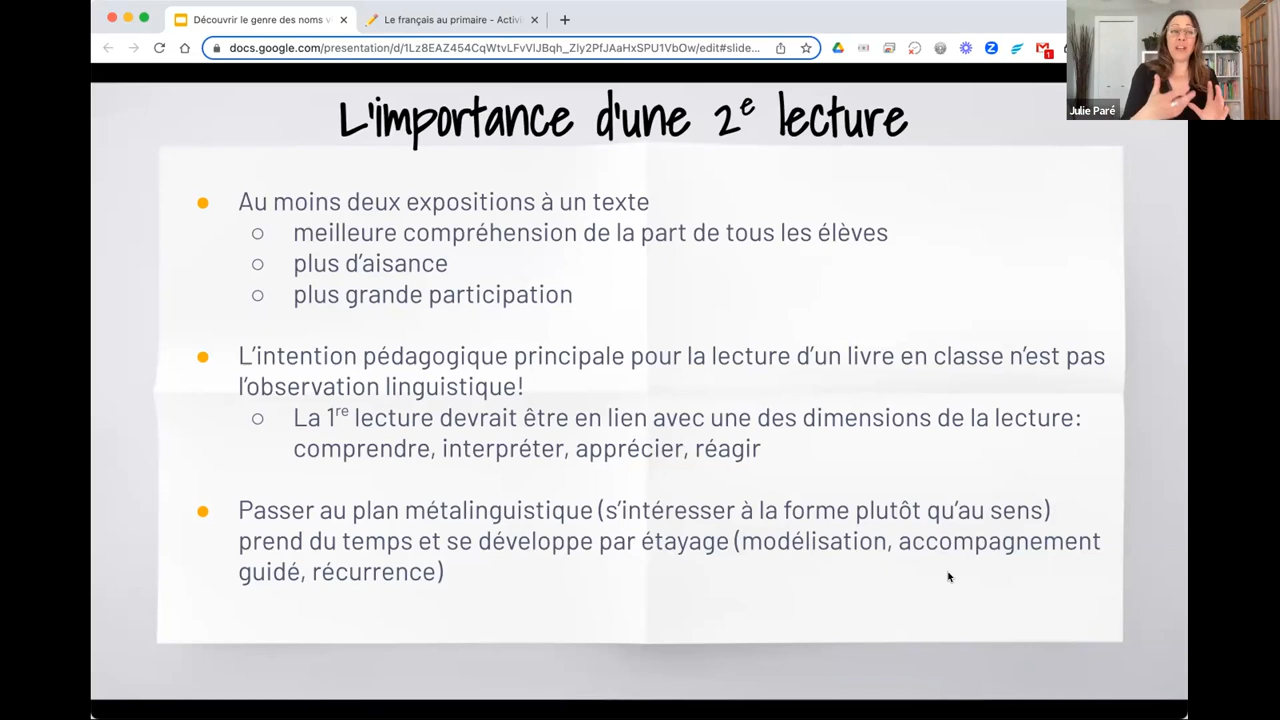 Découvrir le genre des noms
Le français au primaire - Activi
docs.google.com/presentation/d/1Lz8EAZ454CqWtvLFvVlJBqh_ZIy2PfJAaHxSPU1VbOw/edit#slide...
1
Julie Paré
L'importance d'une 2e lecture
● Au moins deux expositions à un texte
○ meilleure compréhension de la part de tous les élèves
○ plus d'aisance
○ plus grande participation
● L'intention pédagogique principale pour la lecture d'un livre en classe n'est pas
l'observation linguistique!
○ La 1re lecture devrait être en lien avec une des dimensions de la lecture:
comprendre, interpréter, apprécier, réagir
● Passer au plan métalinguistique (s'intéresser à la forme plutôt qu'au sens)
prend du temps et se développe par étayage (modélisation, accompagnement
guidé, récurrence)